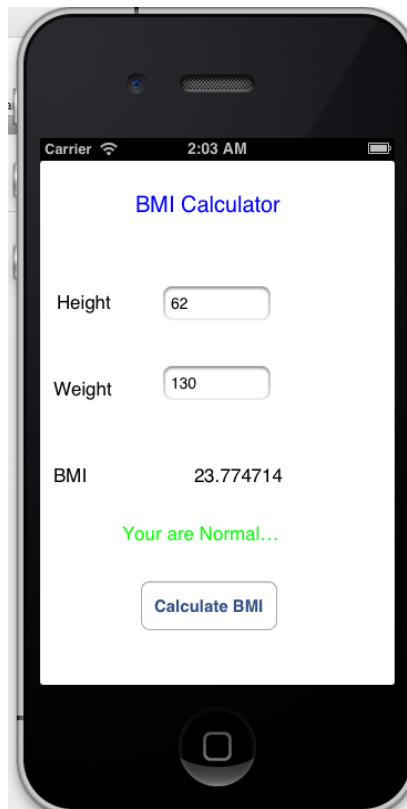 Carrier 2:03 AM
BMI Calculator
Height 62
Weight 130
BMI 23.774714
Your are Normal...
Calculate BMI